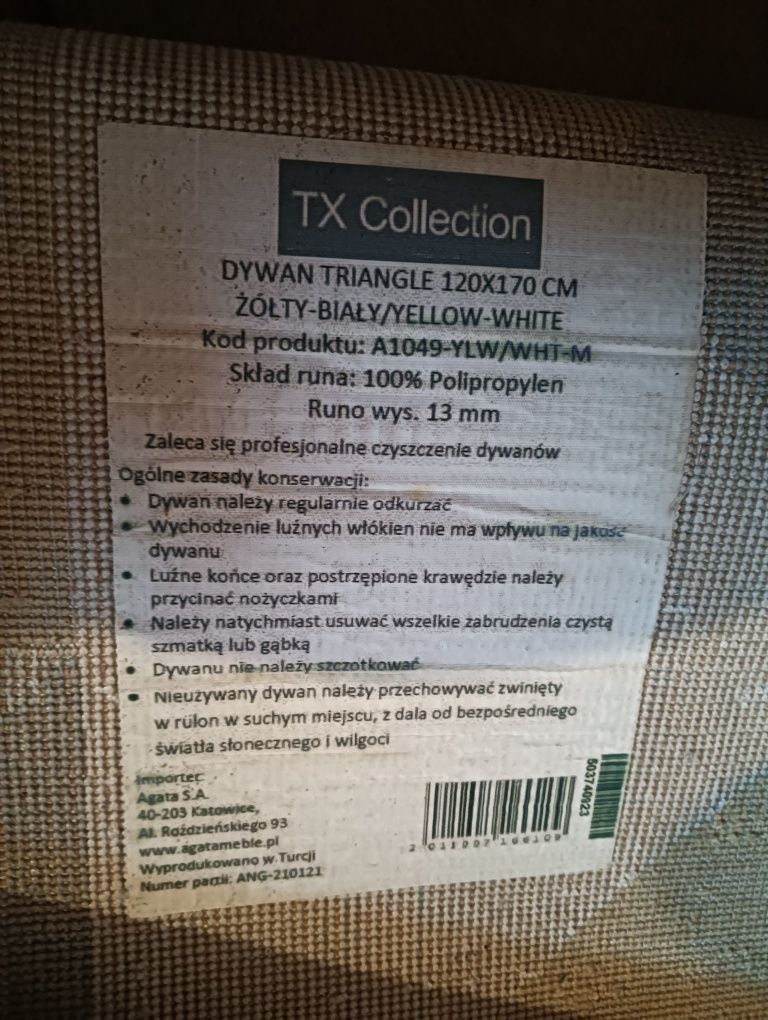 TX Collection
DYWAN TRIANGLE 120X170 CM
ŻÓŁTY-BIAŁY/YELLOW-WHITE
Kod produktu: A1049-YLW/WHT-M
Skład runa: 100% Polipropylen
Runo wys. 13 mm
Zaleca się profesjonalne czyszczenie dywanów
Ogólne zasady konserwacji:
• Dywan należy regularnie odkurzać
• Wychodzenie luźnych włókien nie ma wpływu na jakość
dywanu
• Luźne końce oraz postrzępione krawędzie należy
przycinać nożyczkami
• Należy natychmiast usuwać wszelkie zabrudzenia czystą
szmatką lub gąbką
• Dywanu nie należy szczotkować
• Nieużywany dywan należy przechowywać zwinięty
w rulon w suchym miejscu, z dala od bezpośredniego
światła słonecznego i wilgoci
Importer:
Agata S.A.
40-203 Katowice,
Al. Roździeńskiego 93
www.agatameble.pl
Wyprodukowano w Turcji
Numer partii: ANG-210121
2 011007 166109
503740923